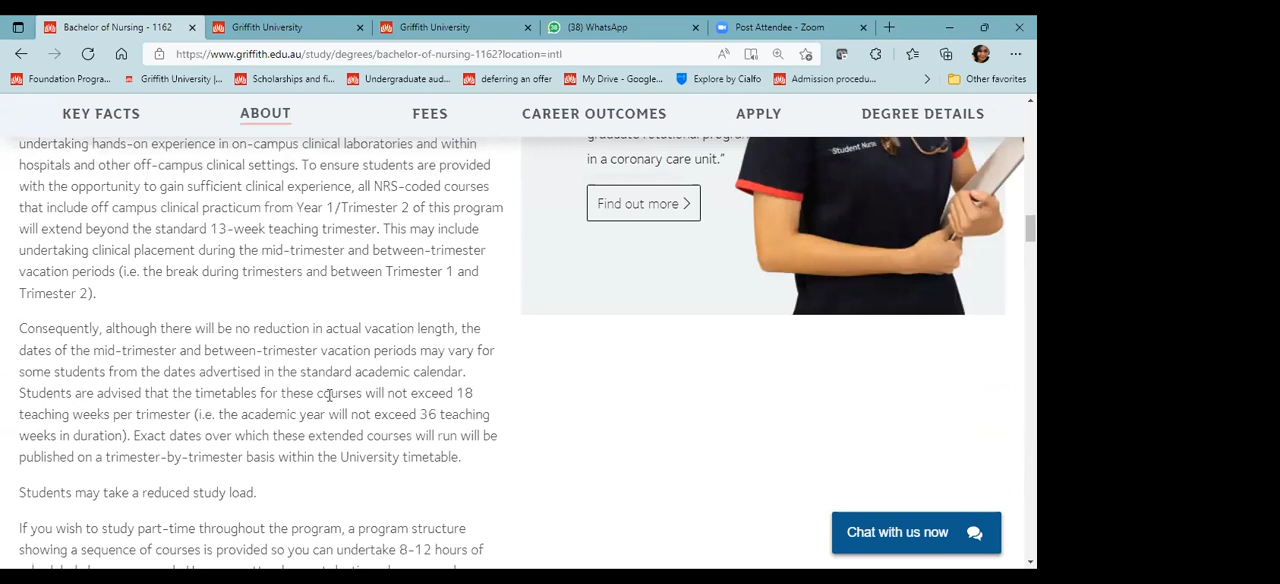 Bachelor of Nursing - 1162
Griffith University
Griffith University
(38) WhatsApp
Post Attendee - Zoom
https://www.griffith.edu.au/study/degrees/bachelor-of-nursing-1162?location=intl
Foundation Progra...
Griffith University |...
Scholarships and fi...
Undergraduate aud...
deferring an offer
My Drive - Google...
Explore by Cialfo
Admission procedu...
Other favorites
KEY FACTS
ABOUT
FEES
CAREER OUTCOMES
APPLY
DEGREE DETAILS
undertaking hands-on experience in on-campus clinical laboratories and within
hospitals and other off-campus clinical settings. To ensure students are provided
with the opportunity to gain sufficient clinical experience, all NRS-coded courses
that include off campus clinical practicum from Year 1/Trimester 2 of this program
will extend beyond the standard 13-week teaching trimester. This may include
undertaking clinical placement during the mid-trimester and between-trimester
vacation periods (i.e. the break during trimesters and between Trimester 1 and
Trimester 2).
Consequently, although there will be no reduction in actual vacation length, the
dates of the mid-trimester and between-trimester vacation periods may vary for
some students from the dates advertised in the standard academic calendar.
Students are advised that the timetables for these courses will not exceed 18
teaching weeks per trimester (i.e. the academic year will not exceed 36 teaching
weeks in duration). Exact dates over which these extended courses will run will be
published on a trimester-by-trimester basis within the University timetable.
Students may take a reduced study load.
If you wish to study part-time throughout the program, a program structure
showing a sequence of courses is provided so you can undertake 8-12 hours of
in a coronary care unit.”
Find out more
Student Nurse
Chat with us now